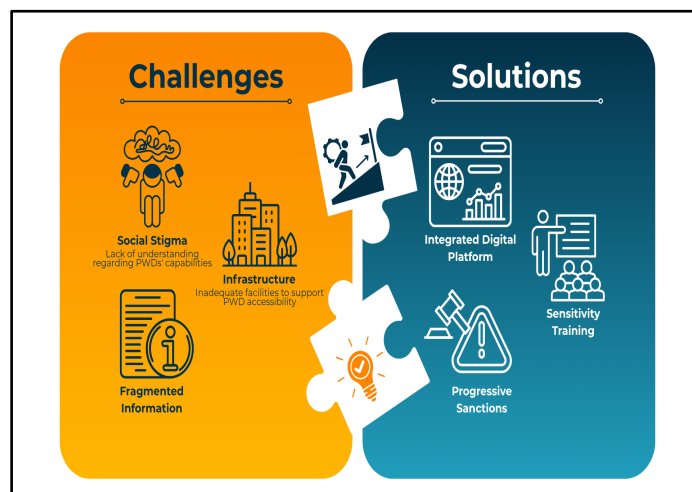 Challenges
Social Stigma
Lack of understanding
regarding PWDs' capabilities
Infrastructure
Inadequate facilities to support
PWD accessibility
Fragmented
Information
Solutions
Integrated Digital
Platform
Sensitivity
Training
Progressive
Sanctions